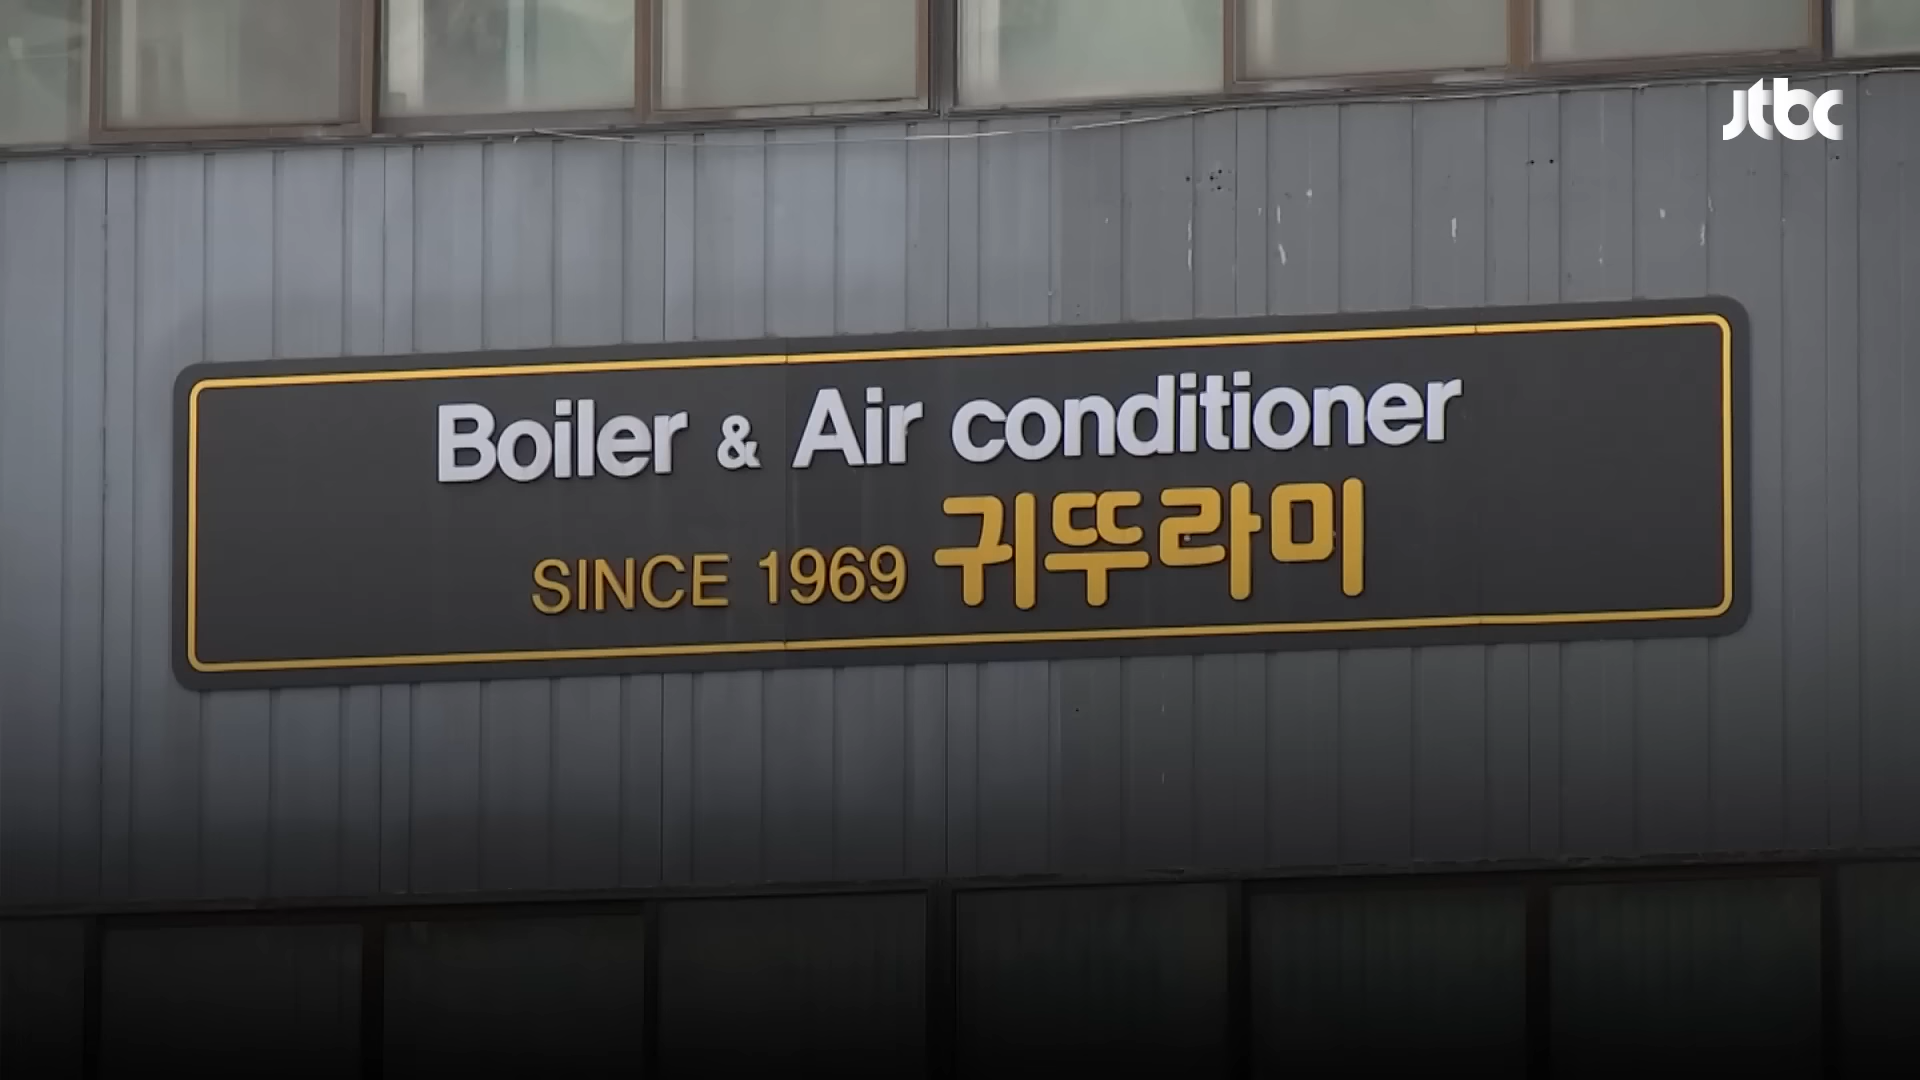 jtbc
Boiler & Air conditioner
SINCE 1969 귀뚜라미